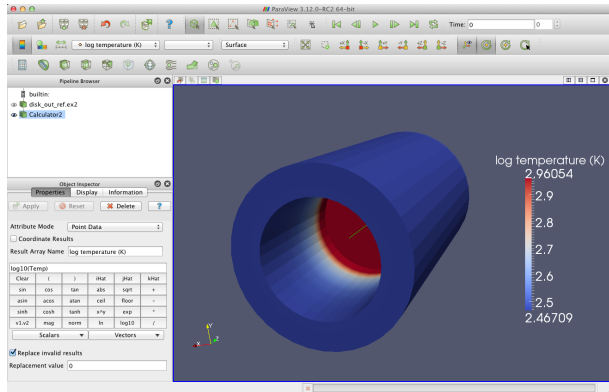 ParaView 3.12.0-RC2 64-bit
Time: 0
0
log temperature (K)
Surface
Pipeline Browser
builtin:
disk_out_ref.ex2
Calculator2
Object Inspector
Properties Display Information
Apply Reset Delete ?
Attribute Mode Point Data
Coordinate Results
Result Array Name log temperature (K)
log10(Temp)
Clear ( ) iHat jHat kHat
sin cos tan abs sqrt +
asin acos atan ceil floor -
sinh cosh tanh x^y exp *
v1.v2 mag norm ln log10 /
Scalars Vectors
Replace invalid results
Replacement value 0
log temperature (K)
2.96054
2.9
2.8
2.7
2.6
2.5
2.46709
Y
X
Z